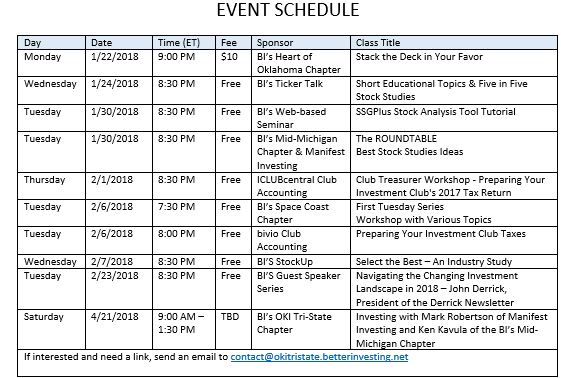 EVENT SCHEDULE
Day Date Time (ET) Fee Sponsor Class Title
Monday 1/22/2018 9:00 PM $10 BI's Heart of Stack the Deck in Your Favor
Oklahoma Chapter
Wednesday 1/24/2018 8:30 PM Free BI's Ticker Talk Short Educational Topics & Five in Five
Stock Studies
Tuesday 1/30/2018 8:30 PM Free BI's Web-based SSGPlus Stock Analysis Tool Tutorial
Seminar
Tuesday 1/30/2018 8:30 PM Free BI's Mid-Michigan The ROUNDTABLE
Chapter & Manifest Best Stock Studies Ideas
Investing
Thursday 2/1/2018 8:30 PM Free ICLUBcentral Club Club Treasurer Workshop - Preparing Your
Accounting Investment Club's 2017 Tax Return
Tuesday 2/6/2018 7:30 PM Free BI's Space Coast First Tuesday Series
Chapter Workshop with Various Topics
Tuesday 2/6/2018 8:00 PM Free bivio Club Preparing Your Investment Club Taxes
Accounting
Wednesday 2/7/2018 8:30 PM Free BI'S StockUp Select the Best – An Industry Study
Tuesday 2/23/2018 8:30 PM Free BI'S Guest Speaker Navigating the Changing Investment
Series Landscape in 2018 – John Derrick,
President of the Derrick Newsletter
Saturday 4/21/2018 9:00 AM – TBD BI's OKI Tri-State Investing with Mark Robertson of Manifest
1:30 PM Chapter Investing and Ken Kavula of the BI's Mid-
Michigan Chapter
If interested and need a link, send an email to contact@okitristate.betterinvesting.net